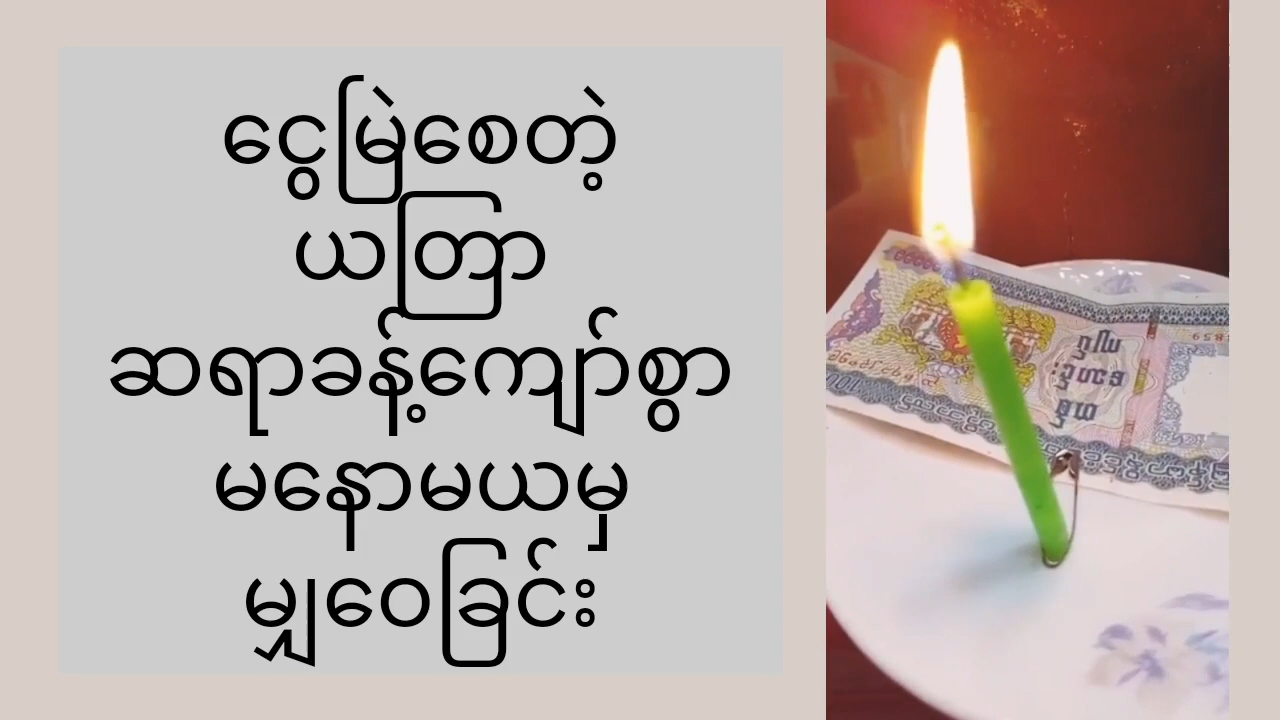 ငွေမြဲစေတဲ့
ယတြာ
ဆရာခန့်ကျော်စွာ
မနောမယမှ
မျှဝေခြင်း